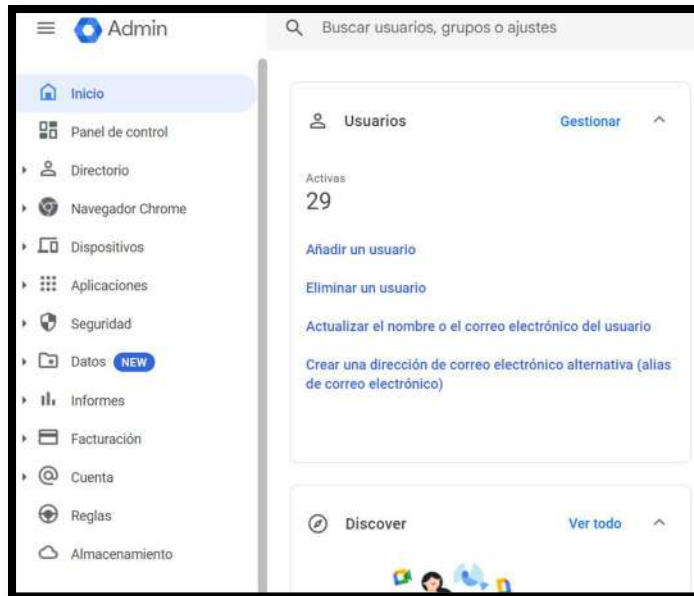 Admin
Buscar usuarios, grupos o ajustes
Inicio
Panel de control
Directorio
Navegador Chrome
Dispositivos
Aplicaciones
Seguridad
Datos NEW
Informes
Facturación
Cuenta
Reglas
Almacenamiento
Usuarios Gestionar
Activas
29
Añadir un usuario
Eliminar un usuario
Actualizar el nombre o el correo electrónico del usuario
Crear una dirección de correo electrónico alternativa (alias
de correo electrónico)
Discover Ver todo